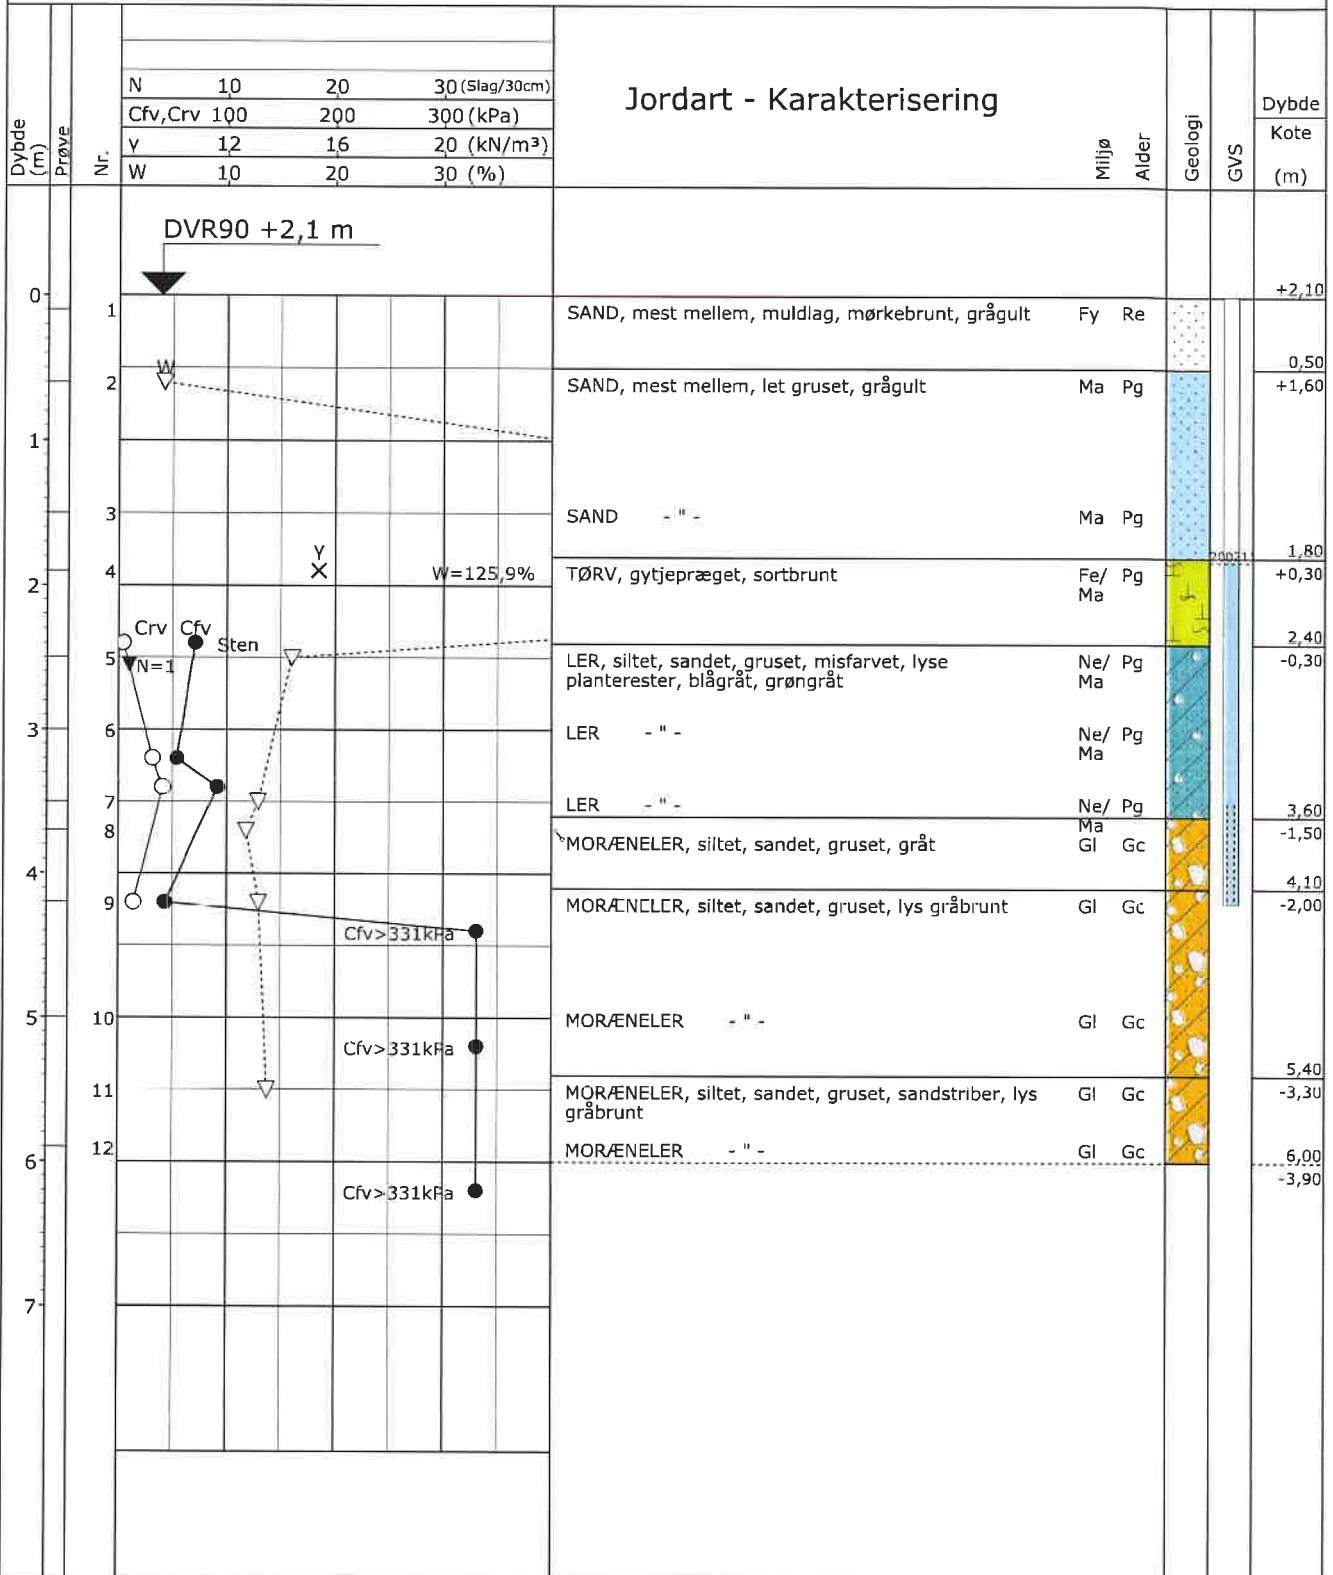 Dybde (m)
Prøve
Nr.
N 10 20 30 (Slag/30cm)
Cfv,Crv 100 200 300 (kPa)
γ 12 16 20 (kN/m³)
W 10 20 30 (%)
Jordart - Karakterisering
Miljø
Alder
Geologi
GVS
Dybde
Kote
(m)
DVR90 +2,1 m
0
+2,10
1 SAND, mest mellem, muldlag, mørkebrunt, grågult Fy Re
0,50
W
2 SAND, mest mellem, let gruset, grågult Ma Pg +1,60
1
3 SAND - " - Ma Pg
1,80
γ
4 W=125,9% TØRV, gytjepræget, sortbrunt Fe/ Pg +0,30
2 Ma
Crv Cfv
Sten 2,40
5 N=1 LER, siltet, sandet, gruset, misfarvet, lyse Ne/ Pg -0,30
planterester, blågråt, grøngråt Ma
3 6 LER - " - Ne/ Pg
Ma
7 LER - " - Ne/ Pg 3,60
Ma
8 MORÆNELER, siltet, sandet, gruset, gråt Gl Gc -1,50
4 4,10
9 MORÆNELER, siltet, sandet, gruset, lys gråbrunt Gl Gc -2,00
Cfv>331kPa
5 10 MORÆNELER - " - Gl Gc
Cfv>331kPa
5,40
11 MORÆNELER, siltet, sandet, gruset, sandstriber, lys Gl Gc -3,30
gråbrunt
12 MORÆNELER - " - Gl Gc 6,00
6
-3,90
Cfv>331kPa
7